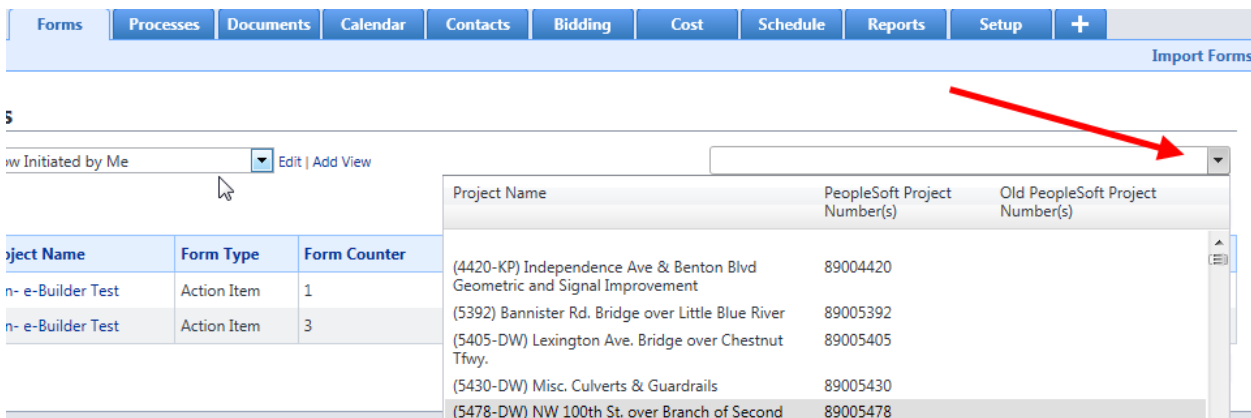 Forms Processes Documents Calendar Contacts Bidding Cost Schedule Reports Setup +
Import Forms
s
ow Initiated by Me Edit | Add View
Project Name PeopleSoft Project Old PeopleSoft Project
Number(s) Number(s)
oject Name Form Type Form Counter
(4420-KP) Independence Ave & Benton Blvd 89004420
Geometric and Signal Improvement
n- e-Builder Test Action Item 1
(5392) Bannister Rd. Bridge over Little Blue River 89005392
n- e-Builder Test Action Item 3
(5405-DW) Lexington Ave. Bridge over Chestnut 89005405
Tfwy.
(5430-DW) Misc. Culverts & Guardrails 89005430
(5478-DW) NW 100th St. over Branch of Second 89005478